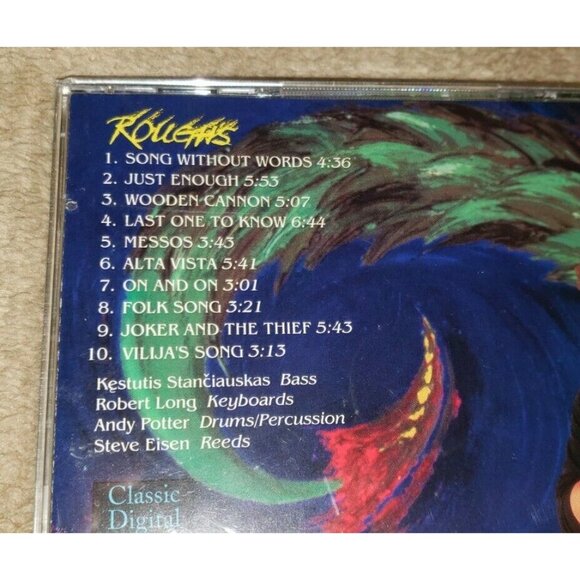 1. SONG WITHOUT WORDS 4:36
2. JUST ENOUGH 5:53
3. WOODEN CANNON 5:07
4. LAST ONE TO KNOW 6:44
5. MESSOS 3:43
6. ALTA VISTA 5:41
7. ON AND ON 3:01
8. FOLK SONG 3:21
9. JOKER AND THE THIEF 5:43
10. VILIJA'S SONG 3:13
Kęstutis Stančiauskas Bass
Robert Long Keyboards
Andy Potter Drums/Percussion
Steve Eisen Reeds
Classic
Digital